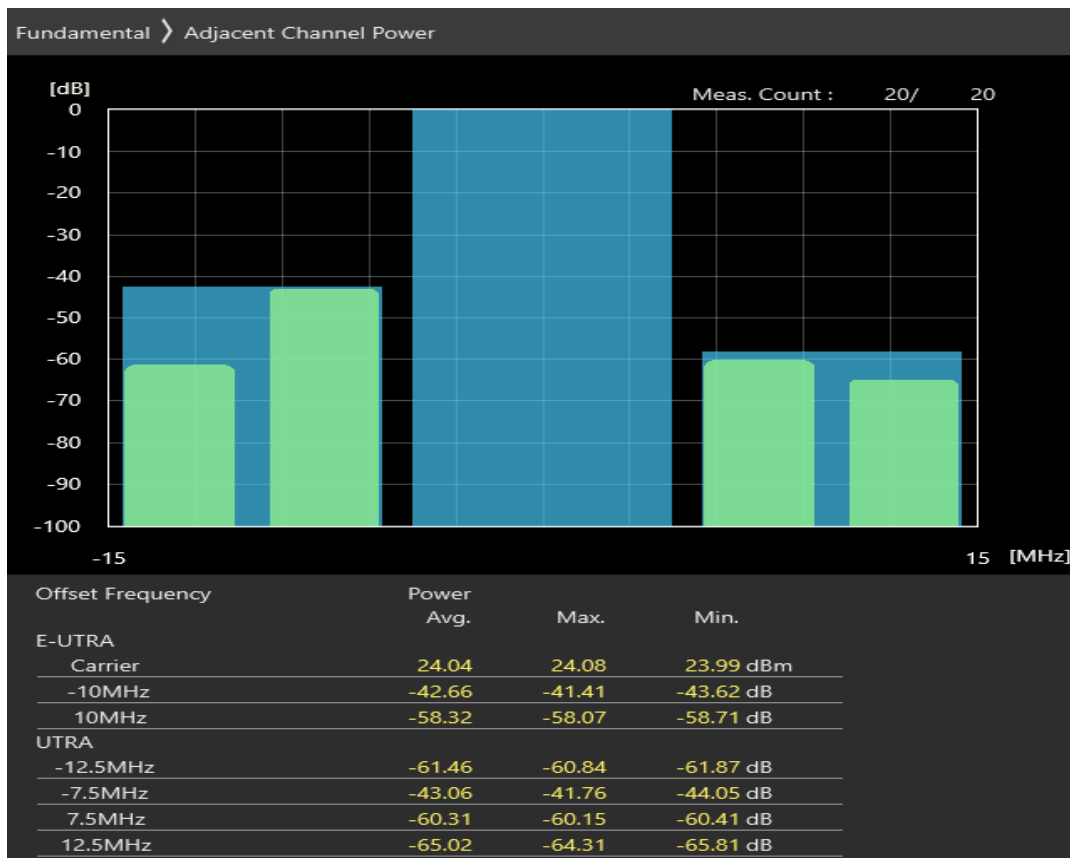 Fundamental 〉 Adjacent Channel Power
[dB]
Meas. Count : 20/ 20
0
-10
-20
-30
-40
-50
-60
-70
-80
-90
-100
-15 15 [MHz]
Offset Frequency Power
Avg. Max. Min.
E-UTRA
Carrier 24.04 24.08 23.99 dBm
-10MHz -42.66 -41.41 -43.62 dB
10MHz -58.32 -58.07 -58.71 dB
UTRA
-12.5MHz -61.46 -60.84 -61.87 dB
-7.5MHz -43.06 -41.76 -44.05 dB
7.5MHz -60.31 -60.15 -60.41 dB
12.5MHz -65.02 -64.31 -65.81 dB